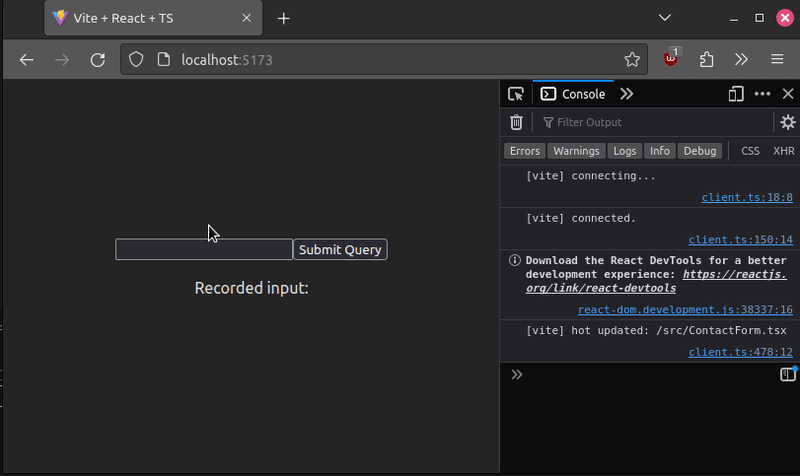 Vite + React + TS
localhost:5173
1
Console
Filter Output
Errors
Warnings
Logs
Info
Debug
CSS
XHR
[vite] connecting...
client.ts:18:8
[vite] connected.
client.ts:150:14
Download the React DevTools for a better
development experience: https://reactjs.
org/link/react-devtools
react-dom.development.js:38337:16
[vite] hot updated: /src/ContactForm.tsx
client.ts:478:12
Submit Query
Recorded input: